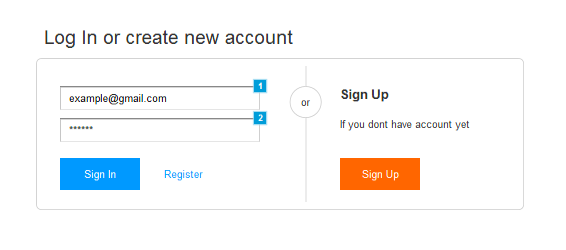 Log In or create new account
1
example@gmail.com
2
******
Sign In
Register
or
Sign Up
If you dont have account yet
Sign Up